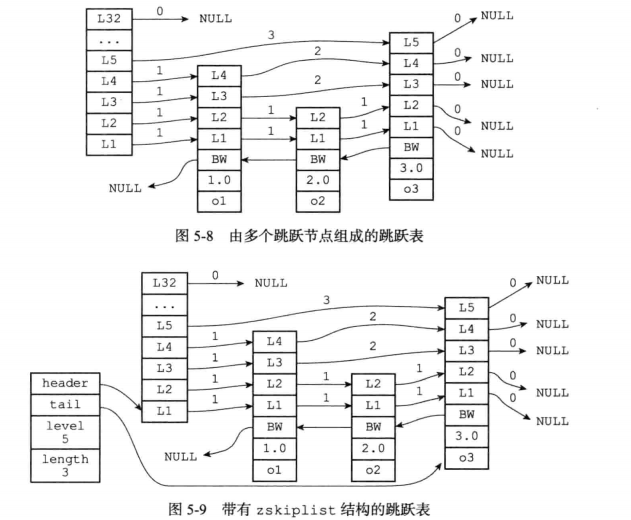 L32 0 NULL
...
L5 3 L5 0 NULL
L4 1 L4 2 L4 0 NULL
L3 1 L3 2 L3 0 NULL
L2 1 L2 1 L2 1 L2 0 NULL
L1 1 L1 1 L1 1 L1 0 NULL
BW BW BW
NULL 1.0 2.0 3.0
o1 o2 o3
图 5-8 由多个跳跃节点组成的跳跃表
L32 0 NULL
...
L5 3 L5 0 NULL
L4 1 L4 2 L4 0 NULL
L3 1 L3 2 L3 0 NULL
L2 1 L2 1 L2 1 L2 0 NULL
L1 1 L1 1 L1 1 L1 0 NULL
header
tail
level
5
length
3
BW BW BW
NULL 1.0 2.0 3.0
o1 o2 o3
图 5-9 带有 zskiplist 结构的跳跃表